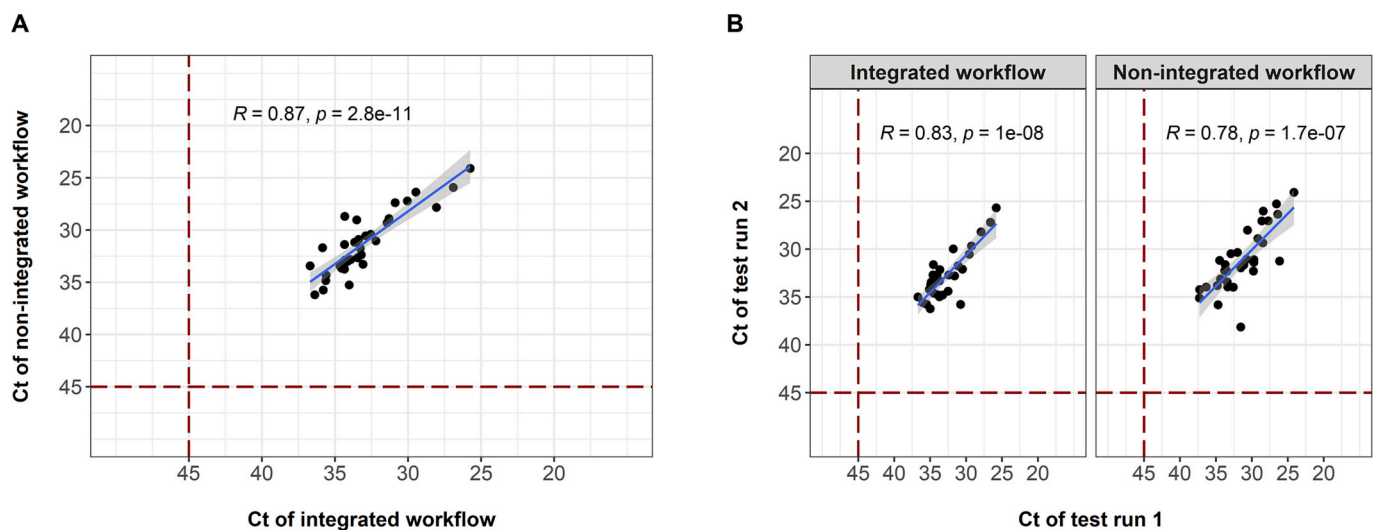 A
R = 0.87, p = 2.8e-11
Ct of non-integrated workflow
20
25
30
35
40
45
45 40 35 30 25 20
Ct of integrated workflow
B
Integrated workflow
Non-integrated workflow
R = 0.83, p = 1e-08
R = 0.78, p = 1.7e-07
Ct of test run 2
20
25
30
35
40
45
45 40 35 30 25 20
45 40 35 30 25 20
Ct of test run 1